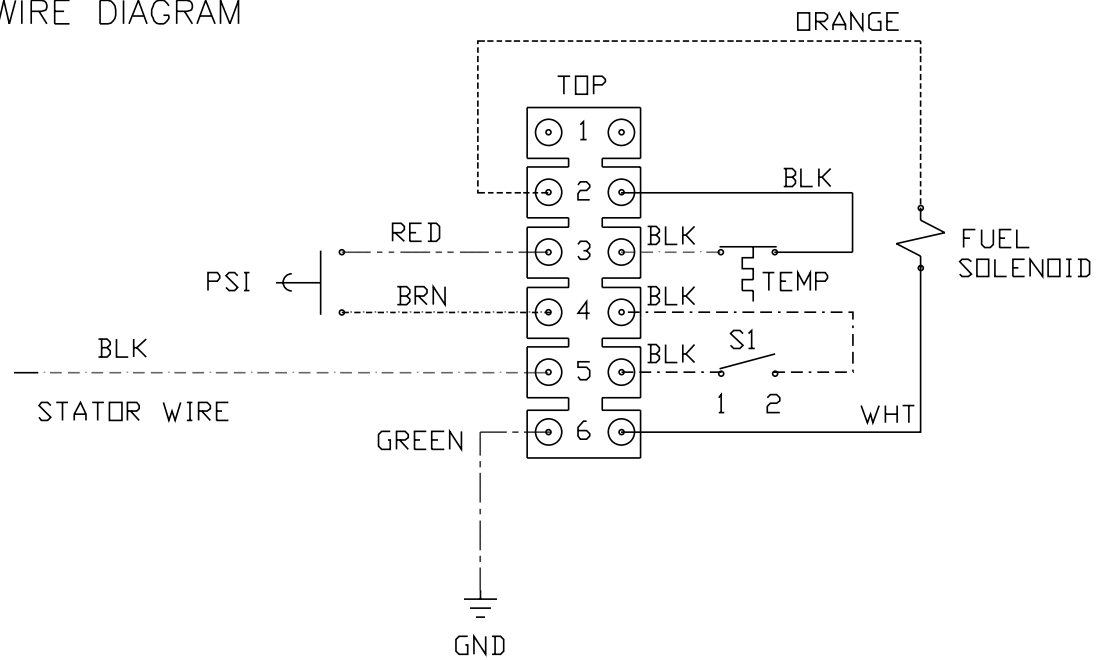 WIRE DIAGRAM
ORANGE
TOP
1
2
BLK
RED
3
BLK
FUEL
SOLENOID
PSI
TEMP
BRN
4
BLK
S1
BLK
5
BLK
1 2
STATOR WIRE
WHT
GREEN
6
GND